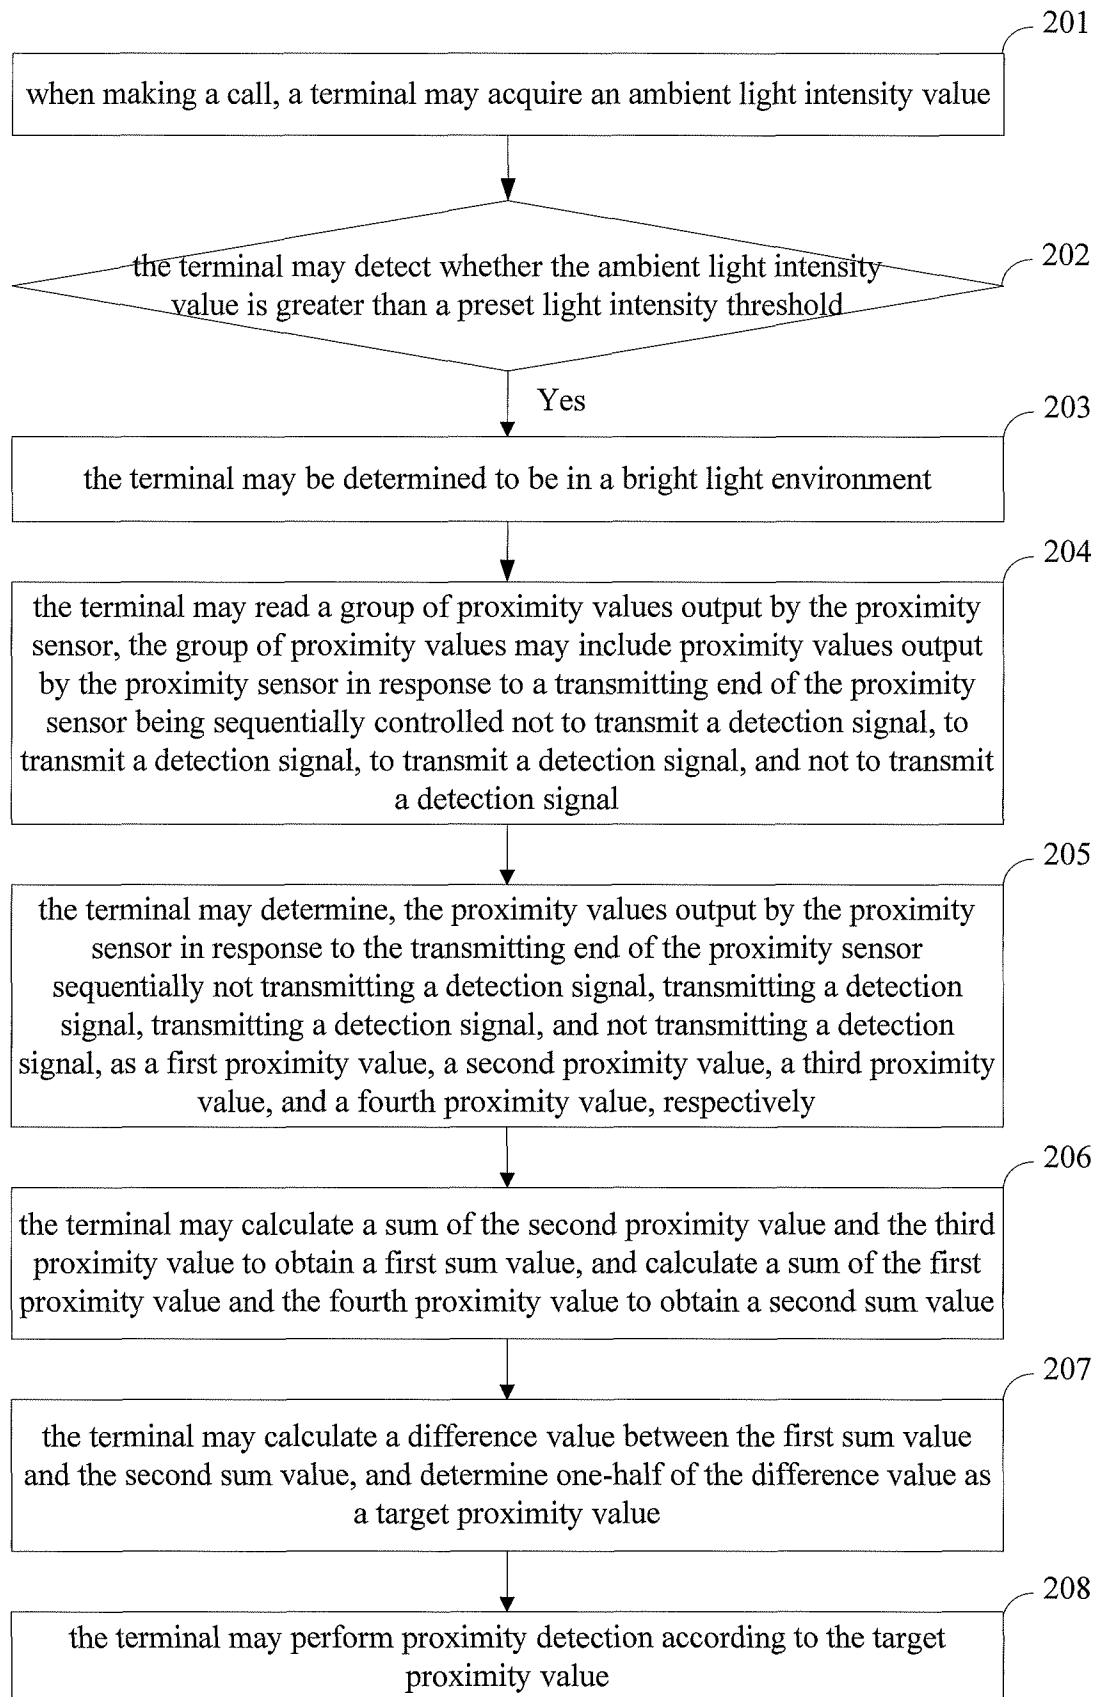 201
when making a call, a terminal may acquire an ambient light intensity value
202
the terminal may detect whether the ambient light intensity
value is greater than a preset light intensity threshold
Yes
203
the terminal may be determined to be in a bright light environment
204
the terminal may read a group of proximity values output by the proximity
sensor, the group of proximity values may include proximity values output
by the proximity sensor in response to a transmitting end of the proximity
sensor being sequentially controlled not to transmit a detection signal, to
transmit a detection signal, to transmit a detection signal, and not to transmit
a detection signal
205
the terminal may determine, the proximity values output by the proximity
sensor in response to the transmitting end of the proximity sensor
sequentially not transmitting a detection signal, transmitting a detection
signal, transmitting a detection signal, and not transmitting a detection
signal, as a first proximity value, a second proximity value, a third proximity
value, and a fourth proximity value, respectively
206
the terminal may calculate a sum of the second proximity value and the third
proximity value to obtain a first sum value, and calculate a sum of the first
proximity value and the fourth proximity value to obtain a second sum value
207
the terminal may calculate a difference value between the first sum value
and the second sum value, and determine one-half of the difference value as
a target proximity value
208
the terminal may perform proximity detection according to the target
proximity value